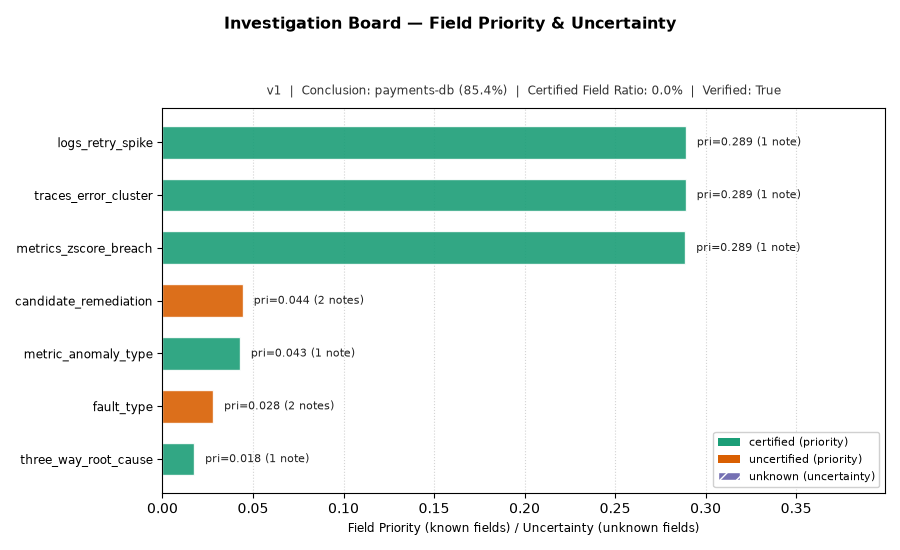 Investigation Board — Field Priority & Uncertainty
v1 | Conclusion: payments-db (85.4%) | Certified Field Ratio: 0.0% | Verified: True
logs_retry_spike
pri=0.289 (1 note)
traces_error_cluster
pri=0.289 (1 note)
metrics_zscore_breach
pri=0.289 (1 note)
candidate_remediation
pri=0.044 (2 notes)
metric_anomaly_type
pri=0.043 (1 note)
fault_type
pri=0.028 (2 notes)
three_way_root_cause
pri=0.018 (1 note)
certified (priority)
uncertified (priority)
unknown (uncertainty)
0.00 0.05 0.10 0.15 0.20 0.25 0.30 0.35
Field Priority (known fields) / Uncertainty (unknown fields)